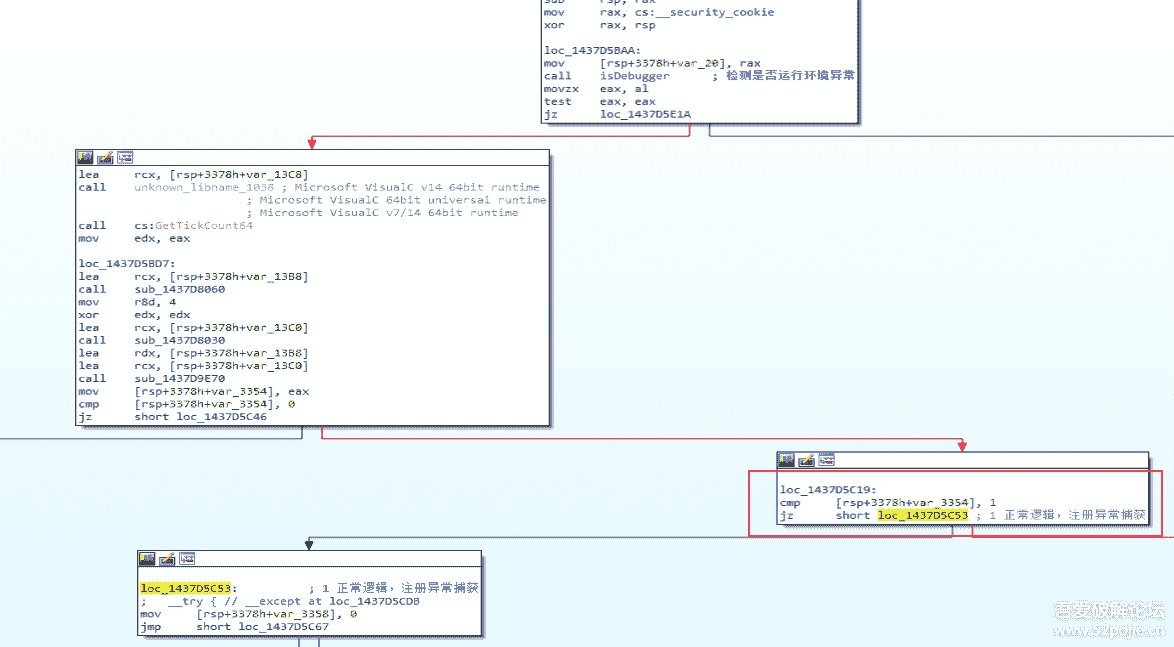 sub     rsp, rax
mov     rax, cs:__security_cookie
xor     rax, rsp
loc_1437D5BAA:
mov     [rsp+3378h+var_20], rax
call    isDebugger      ; 检测是否运行环境异常
movzx   eax, al
test    eax, eax
jz      loc_1437D5E1A
lea     rcx, [rsp+3378h+var_13C8]
call    unknown_libname_1038 ; Microsoft VisualC v14 64bit runtime
; Microsoft VisualC 64bit universal runtime
; Microsoft VisualC v7/14 64bit runtime
call    cs:GetTickCount64
mov     edx, eax
loc_1437D5BD7:
lea     rcx, [rsp+3378h+var_13B8]
call    sub_1437D8060
mov     r8d, 4
xor     edx, edx
lea     rcx, [rsp+3378h+var_13C0]
call    sub_1437D8030
lea     rdx, [rsp+3378h+var_13B8]
lea     rcx, [rsp+3378h+var_13C0]
call    sub_1437D9E70
mov     [rsp+3378h+var_3354], eax
cmp     [rsp+3378h+var_3354], 0
jz      short loc_1437D5C46
loc_1437D5C19:
cmp     [rsp+3378h+var_3354], 1
jz      short loc_1437D5C53 ; 1 正常逻辑，注册异常捕获
loc_1437D5C53:          ; 1 正常逻辑，注册异常捕获
;   __try { // __except at loc_1437D5CDB
mov     [rsp+3378h+var_3358], 0
jmp     short loc_1437D5C67
吾爱破解论坛
www.52pojie.cn